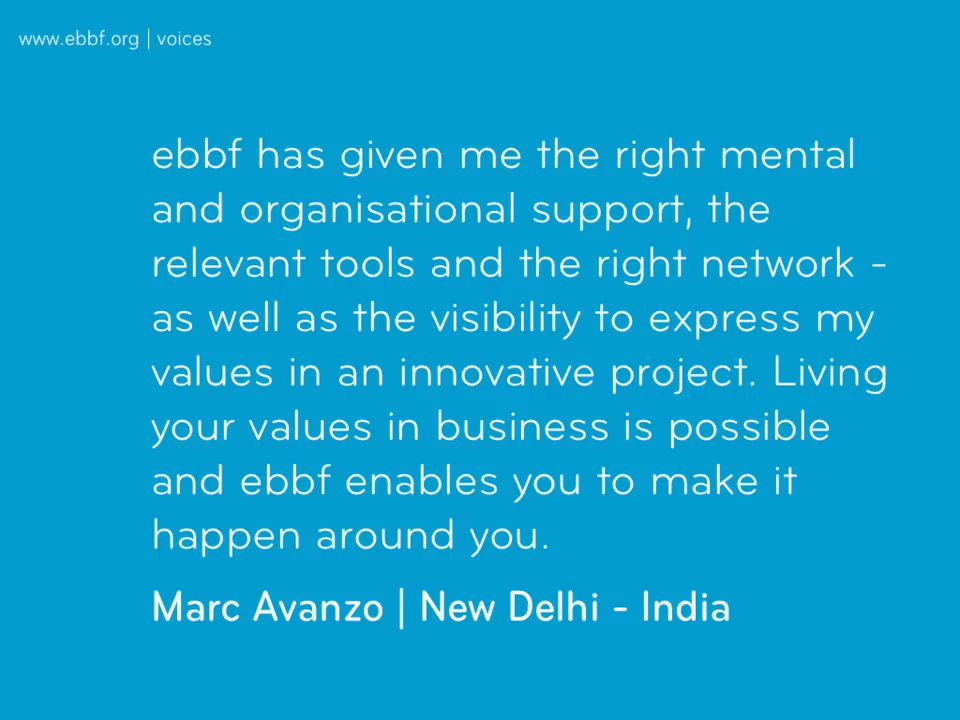 www.ebbf.org | voices
ebbf has given me the right mental
and organisational support, the
relevant tools and the right network -
as well as the visibility to express my
values in an innovative project. Living
your values in business is possible
and ebbf enables you to make it
happen around you.
Marc Avanzo | New Delhi - India